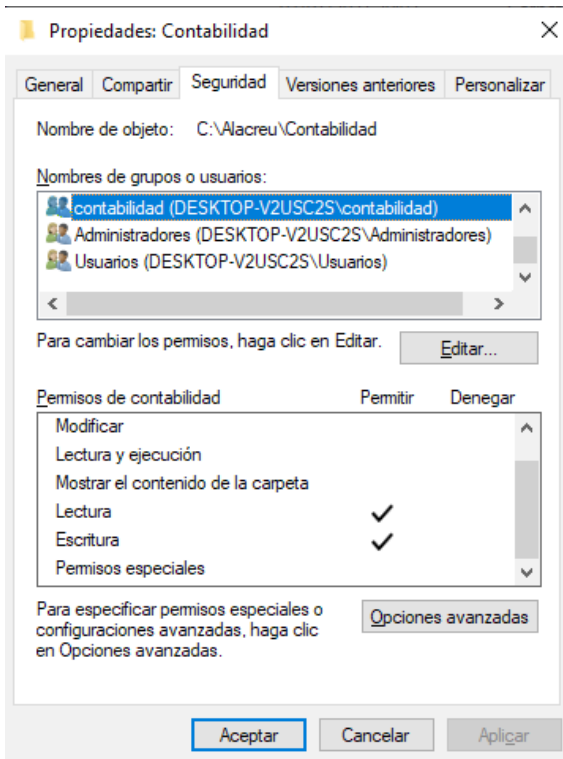 Propiedades: Contabilidad
General Compartir Seguridad Versiones anteriores Personalizar
Nombre de objeto: C:\Alacreu\Contabilidad
Nombres de grupos o usuarios:
contabilidad (DESKTOP-V2USC2S\contabilidad)
Administradores (DESKTOP-V2USC2S\Administradores)
Usuarios (DESKTOP-V2USC2S\Usuarios)
Para cambiar los permisos, haga clic en Editar. Editar...
Permisos de contabilidad Permitir Denegar
Modificar
Lectura y ejecución
Mostrar el contenido de la carpeta
Lectura
Escritura
Permisos especiales
Para especificar permisos especiales o
configuraciones avanzadas, haga clic
en Opciones avanzadas.
Opciones avanzadas
Aceptar Cancelar Aplicar